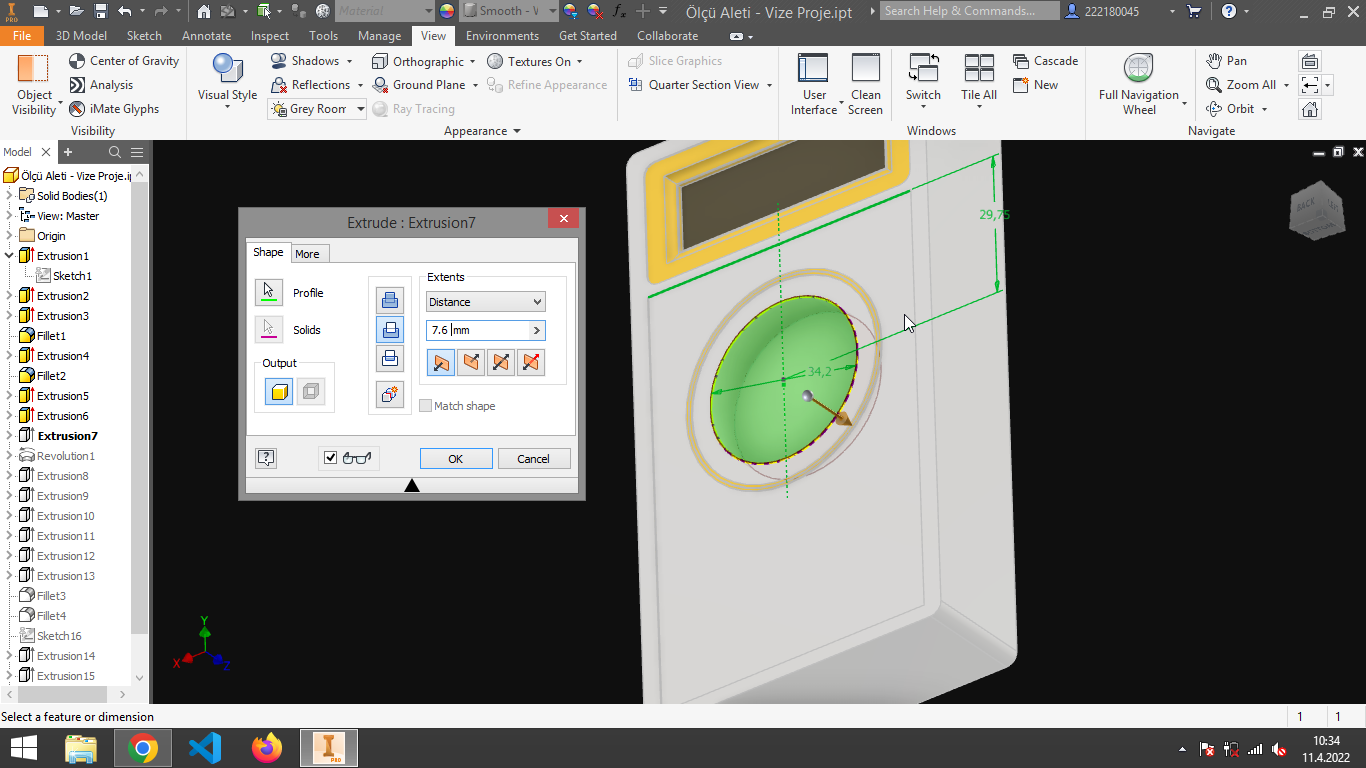 PRO
Material
Smooth - V
fx
Ölçü Aleti - Vize Proje.ipt
Search Help & Commands...
222180045
File
3D Model
Sketch
Annotate
Inspect
Tools
Manage
View
Environments
Get Started
Collaborate
Object
Visibility
Center of Gravity
Analysis
iMate Glyphs
Visibility
Visual Style
Shadows
Reflections
Grey Room
Orthographic
Ground Plane
Ray Tracing
Textures On
Refine Appearance
Appearance
Slice Graphics
Quarter Section View
User
Interface
Clean
Screen
Switch
Tile All
Cascade
New
Windows
Full Navigation
Wheel
Pan
Zoom All
Orbit
Navigate
Model
Ölçü Aleti - Vize Proje.ip
Solid Bodies(1)
View: Master
Origin
Extrusion1
Sketch1
Extrusion2
Extrusion3
Fillet1
Extrusion4
Fillet2
Extrusion5
Extrusion6
Extrusion7
Revolution1
Extrusion8
Extrusion9
Extrusion10
Extrusion11
Extrusion12
Extrusion13
Fillet3
Fillet4
Sketch16
Extrusion14
Extrusion15
Extrude : Extrusion7
Shape
More
Profile
Solids
Output
Extents
Distance
7.6 mm
Match shape
OK
Cancel
29,75
34,2
BACK
Y
X
Z
Select a feature or dimension
1
1
PRO
10:34
11.4.2022